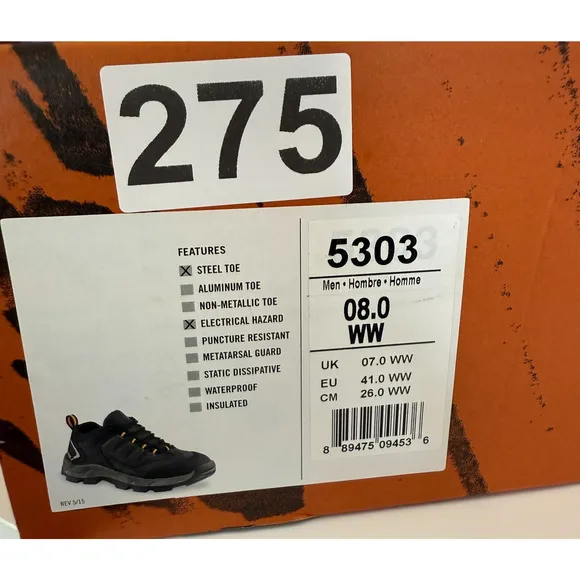 275
FEATURES
STEEL TOE
ALUMINUM TOE
NON-METALLIC TOE
ELECTRICAL HAZARD
PUNCTURE RESISTANT
METATARSAL GUARD
STATIC DISSIPATIVE
WATERPROOF
INSULATED
REV 5/15
5303
Men • Hombre • Homme
08.0
WW
UK 07.0 WW
EU 41.0 WW
CM 26.0 WW
8 89475 09453 6